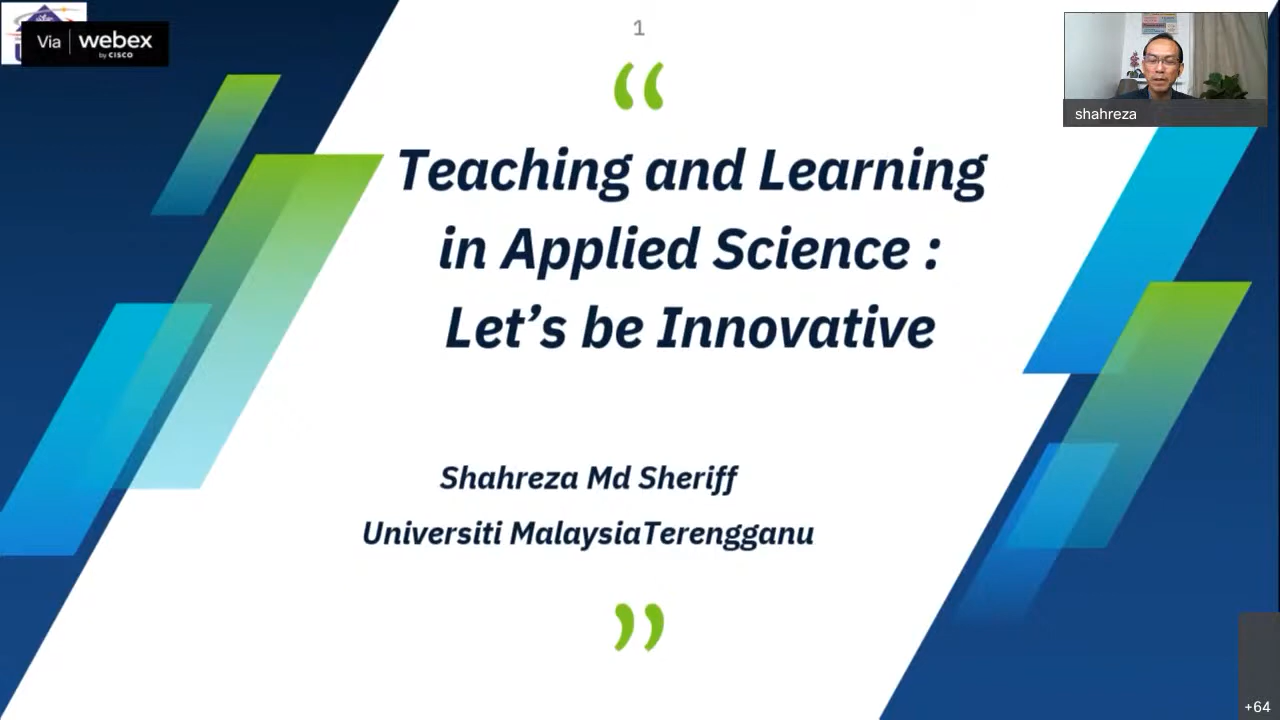 Via webex
by CISCO
1
“
shahreza
Teaching and Learning
in Applied Science :
Let’s be Innovative
Shahreza Md Sheriff
Universiti MalaysiaTerengganu
”
+64